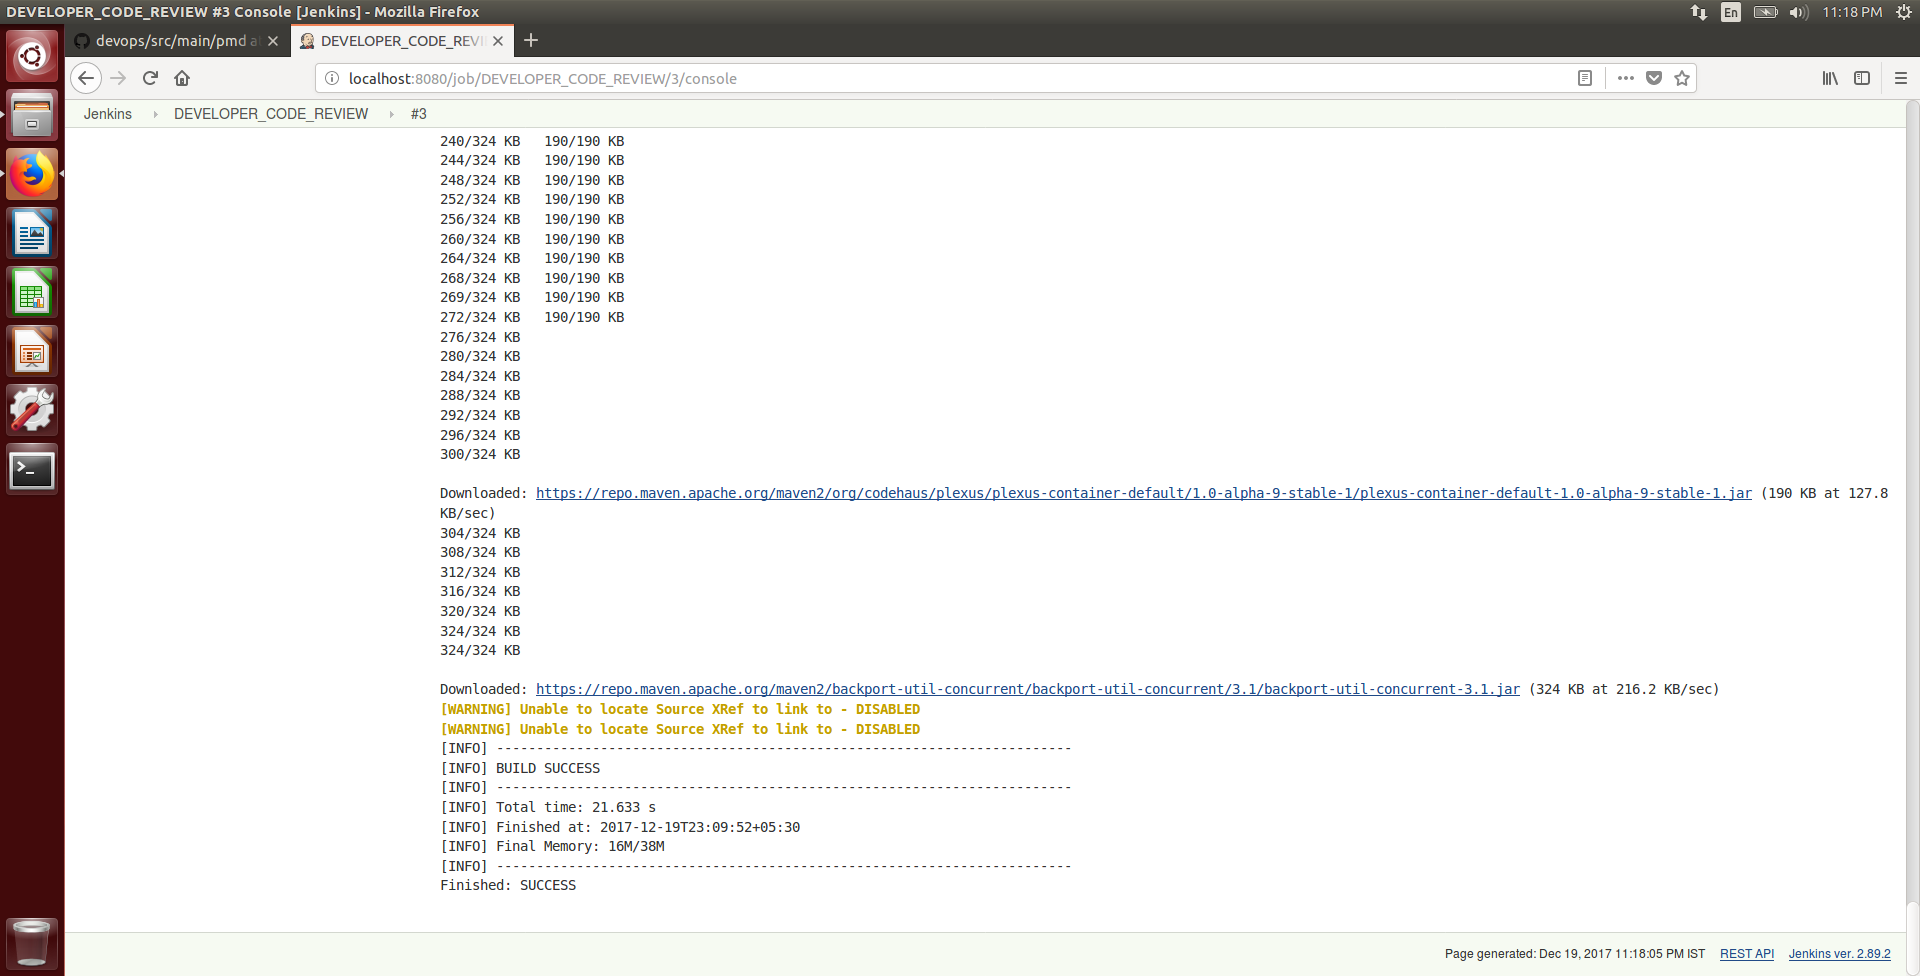 DEVELOPER_CODE_REVIEW #3 Console [Jenkins] - Mozilla Firefox
En
11:18 PM
devops/src/main/pmd at
DEVELOPER_CODE_REVI
localhost:8080/job/DEVELOPER_CODE_REVIEW/3/console
Jenkins DEVELOPER_CODE_REVIEW #3
240/324 KB   190/190 KB
244/324 KB   190/190 KB
248/324 KB   190/190 KB
252/324 KB   190/190 KB
256/324 KB   190/190 KB
260/324 KB   190/190 KB
264/324 KB   190/190 KB
268/324 KB   190/190 KB
269/324 KB   190/190 KB
272/324 KB   190/190 KB
276/324 KB
280/324 KB
284/324 KB
288/324 KB
292/324 KB
296/324 KB
300/324 KB
Downloaded: https://repo.maven.apache.org/maven2/org/codehaus/plexus/plexus-container-default/1.0-alpha-9-stable-1/plexus-container-default-1.0-alpha-9-stable-1.jar (190 KB at 127.8
KB/sec)
304/324 KB
308/324 KB
312/324 KB
316/324 KB
320/324 KB
324/324 KB
324/324 KB
Downloaded: https://repo.maven.apache.org/maven2/backport-util-concurrent/backport-util-concurrent/3.1/backport-util-concurrent-3.1.jar (324 KB at 216.2 KB/sec)
[WARNING] Unable to locate Source XRef to link to - DISABLED
[WARNING] Unable to locate Source XRef to link to - DISABLED
[INFO] ------------------------------------------------------------------------
[INFO] BUILD SUCCESS
[INFO] ------------------------------------------------------------------------
[INFO] Total time: 21.633 s
[INFO] Finished at: 2017-12-19T23:09:52+05:30
[INFO] Final Memory: 16M/38M
[INFO] ------------------------------------------------------------------------
Finished: SUCCESS
Page generated: Dec 19, 2017 11:18:05 PM IST REST API Jenkins ver. 2.89.2